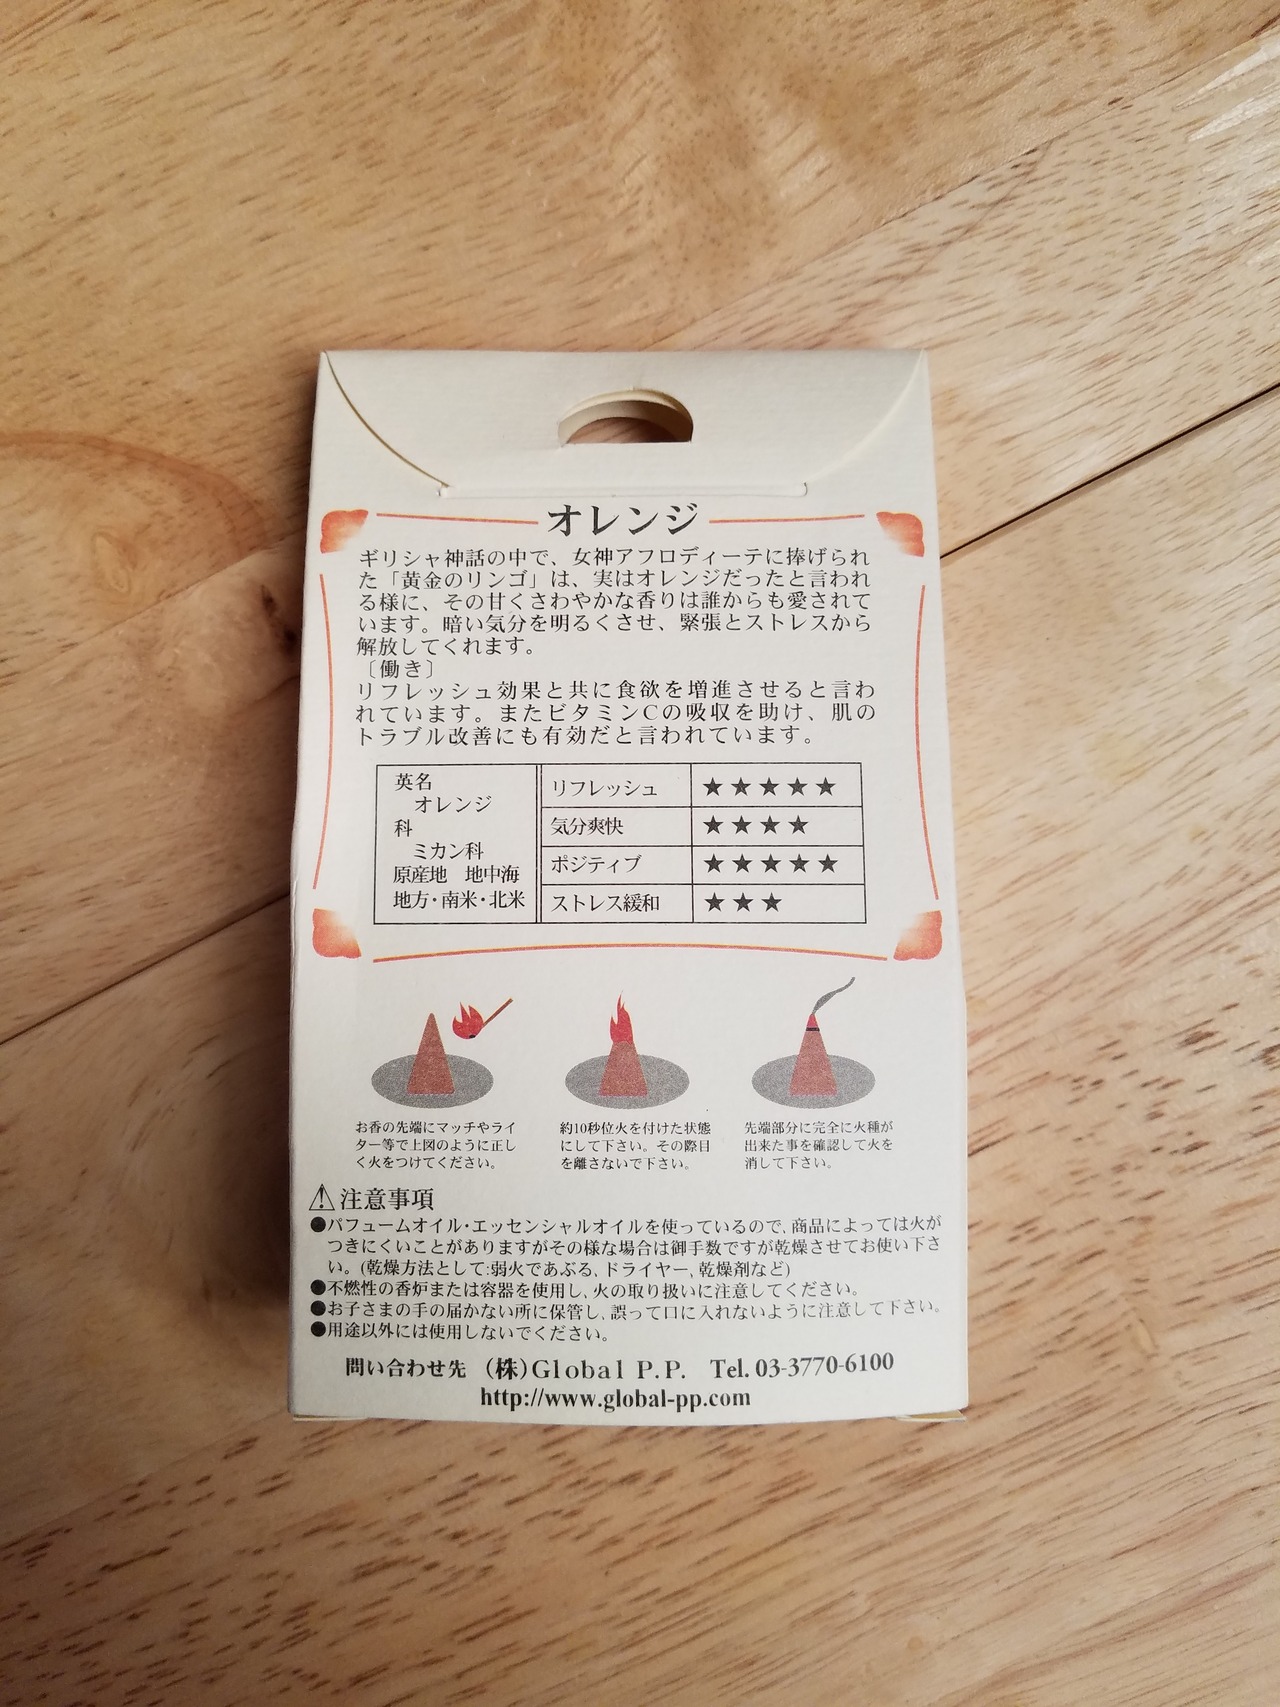 オレンジ
ギリシャ神話の中で、女神アフロディーテに捧げられ
た「黄金のリンゴ」は、実はオレンジだったと言われ
る様に、その甘くさわやかな香りは誰からも愛されて
います。暗い気分を明るくさせ、緊張とストレスから
解放してくれます。
〔働き〕
リフレッシュ効果と共に食欲を増進させると言わ
れています。またビタミンCの吸収を助け、肌の
トラブル改善にも有効だと言われています。
英名
オレンジ
科
ミカン科
原産地 地中海
地方・南米・北米
リフレッシュ ★★★★★
気分爽快 ★★★★
ポジティブ ★★★★★
ストレス緩和 ★★★
お香の先端にマッチやライ
ター等で上図のように正し
く火をつけてください。
約10秒位火を付けた状態
にして下さい。その際目
を離さないで下さい。
先端部分に完全に火種が
出来た事を確認して火を
消して下さい。
⚠注意事項
●パフュームオイル・エッセンシャルオイルを使っているので、商品によっては火が
つきにくいことがありますがその様な場合は御手数ですが乾燥させてお使い下さ
い。(乾燥方法として:弱火であぶる、ドライヤー、乾燥剤など)
●不燃性の香炉または容器を使用し、火の取り扱いに注意してください。
●お子さまの手の届かない所に保管し、誤って口に入れないように注意して下さい。
●用途以外には使用しないでください。
問い合わせ先 (株)Global P.P. Tel. 03-3770-6100
http://www.global-pp.com